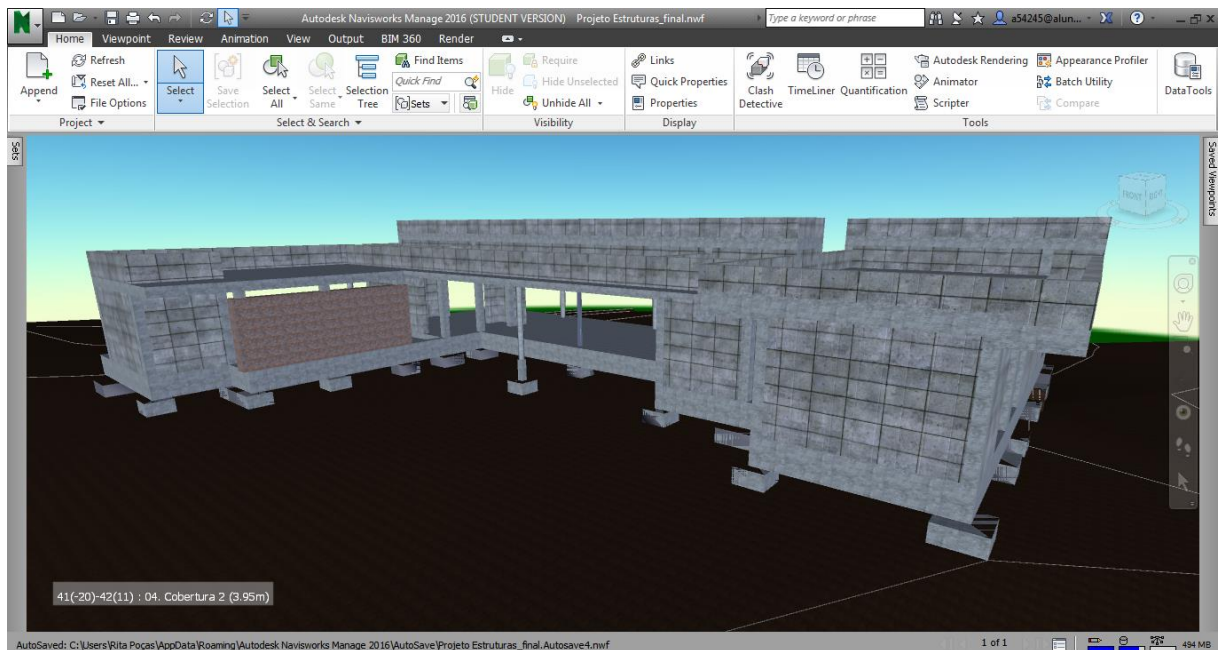 Autodesk Navisworks Manage 2016 (STUDENT VERSION) Projeto Estruturas_final.nwf
Type a keyword or phrase
a54245@alun...
Home Viewpoint Review Animation View Output BIM 360 Render
Append
Refresh
Reset All...
File Options
Project
Select
Save Selection
Select All
Select Same
Selection Tree
Find Items
Quick Find
Sets
Select & Search
Hide
Require
Hide Unselected
Unhide All
Visibility
Links
Quick Properties
Properties
Display
Clash Detective
TimeLiner
Quantification
Autodesk Rendering
Animator
Scripter
Appearance Profiler
Batch Utility
Compare
Tools
DataTools
Sets
Saved Viewpoints
FRONT
41(-20)-42(11) : 04. Cobertura 2 (3.95m)
AutoSaved: C:\Users\Rita Poças\AppData\Roaming\Autodesk Navisworks Manage 2016\AutoSave\Projeto Estruturas_final.Autosave4.nwf
1 of 1
494 MB